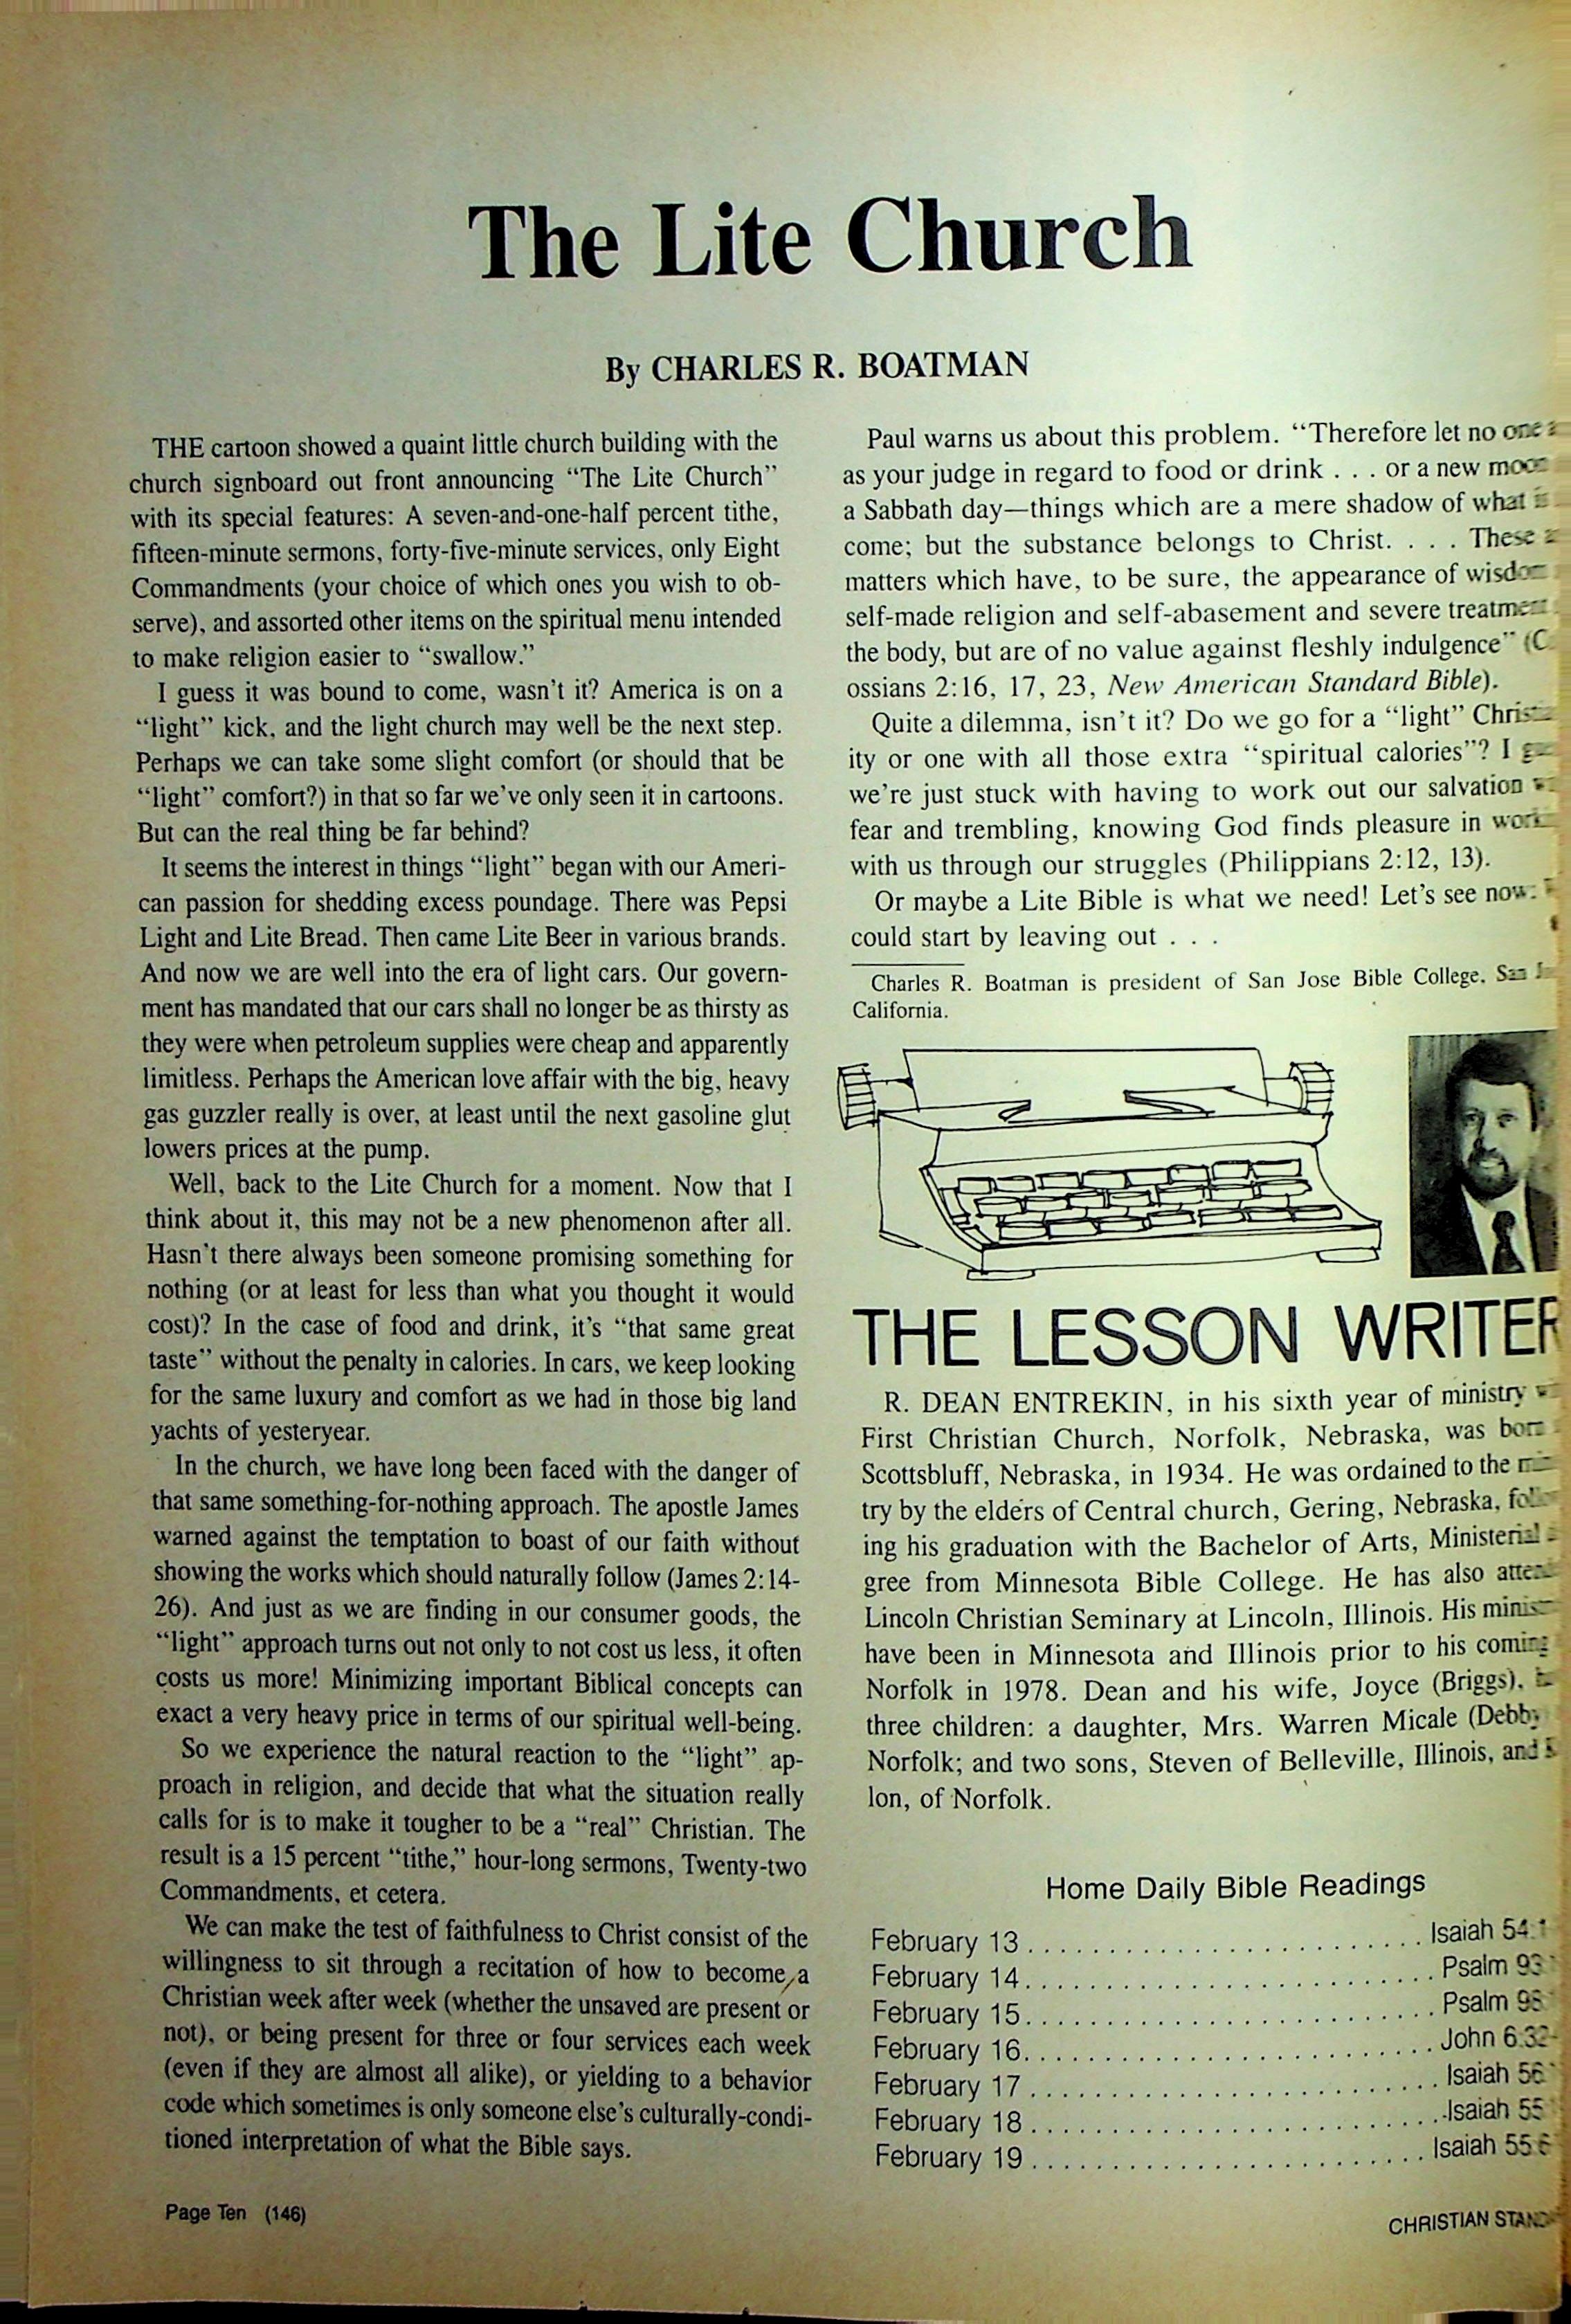 The Lite Church
By CHARLES R. BOATMAN
THE cartoon showed a quaint little church building with the
church signboard out front announcing “The Lite Church”
with its special features: A seven-and-one-half percent tithe,
fifteen-minute sermons, forty-five-minute services, only Eight
Commandments (your choice of which ones you wish to ob-
serve), and assorted other items on the spiritual menu intended
to make religion easier to “swallow.”
I guess it was bound to come, wasn’t it? America is on a
“light” kick, and the light church may well be the next step.
Perhaps we can take some slight comfort (or should that be
“light” comfort?) in that so far we’ve only seen it in cartoons.
But can the real thing be far behind?
It seems the interest in things “light” began with our Ameri-
can passion for shedding excess poundage. There was Pepsi
Light and Lite Bread. Then came Lite Beer in various brands.
And now we are well into the era of light cars. Our govern-
ment has mandated that our cars shall no longer be as thirsty as
they were when petroleum supplies were cheap and apparently
limitless. Perhaps the American love affair with the big, heavy
gas guzzler really is over, at least until the next gasoline glut
lowers prices at the pump.
Well, back to the Lite Church for a moment. Now that I
think about it, this may not be a new phenomenon after all.
Hasn’t there always been someone promising something for
nothing (or at least for less than what you thought it would
cost)? In the case of food and drink, it’s “that same great
taste” without the penalty in calories. In cars, we keep looking
for the same luxury and comfort as we had in those big land
yachts of yesteryear.
In the church, we have long been faced with the danger of
that same something-for-nothing approach. The apostle James
warned against the temptation to boast of our faith without
showing the works which should naturally follow (James 2:14-
26). And just as we are finding in our consumer goods, the
“light” approach turns out not only to not cost us less, it often
costs us more! Minimizing important Biblical concepts can
exact a very heavy price in terms of our spiritual well-being.
So we experience the natural reaction to the “light” ap-
proach in religion, and decide that what the situation really
calls for is to make it tougher to be a “real” Christian. The
result is a 15 percent “tithe,” hour-long sermons, Twenty-two
Commandments, et cetera.
We can make the test of faithfulness to Christ consist of the
willingness to sit through a recitation of how to become a
Christian week after week (whether the unsaved are present or
not), or being present for three or four services each week
(even if they are almost all alike), or yielding to a behavior
code which sometimes is only someone else’s culturally-condi-
tioned interpretation of what the Bible says.
Paul warns us about this problem. “Therefore let no one
as your judge in regard to food or drink . . . or a new
a Sabbath day—things which are a mere shadow of what
come; but the substance belongs to Christ. . . . These
matters which have, to be sure, the appearance of
self-made religion and self-abasement and severe
the body, but are of no value against fleshly indulgence”
ossians 2:16, 17, 23, New American Standard Bible).
Quite a dilemma, isn’t it? Do we go for a “light”
ity or one with all those extra “spiritual calories”? I
we’re just stuck with having to work out our salvation
fear and trembling, knowing God finds pleasure in
with us through our struggles (Philippians 2:12, 13).
Or maybe a Lite Bible is what we need! Let’s see now:
could start by leaving out . . .
Charles R. Boatman is president of San Jose Bible College, San
California.
THE LESSON WRITER
R. DEAN ENTREKIN, in his sixth year of ministry
First Christian Church, Norfolk, Nebraska, was born
Scottsbluff, Nebraska, in 1934. He was ordained to the
try by the elders of Central church, Gering, Nebraska,
ing his graduation with the Bachelor of Arts, Ministerial
gree from Minnesota Bible College. He has also
Lincoln Christian Seminary at Lincoln, Illinois. His
have been in Minnesota and Illinois prior to his coming
Norfolk in 1978. Dean and his wife, Joyce (Briggs),
three children: a daughter, Mrs. Warren Micale (Debby
Norfolk; and two sons, Steven of Belleville, Illinois, and
lon, of Norfolk.
Home Daily Bible Readings
February 13 . . . . . . . . . . Isaiah 54:1
February 14 . . . . . . . . . . Psalm 93
February 15 . . . . . . . . . . Psalm
February 16 . . . . . . . . . . John 6:32-
February 17 . . . . . . . . . . Isaiah 56
February 18 . . . . . . . . . . Isaiah 55
February 19 . . . . . . . . . . Isaiah 55:6
Page Ten (146)
CHRISTIAN